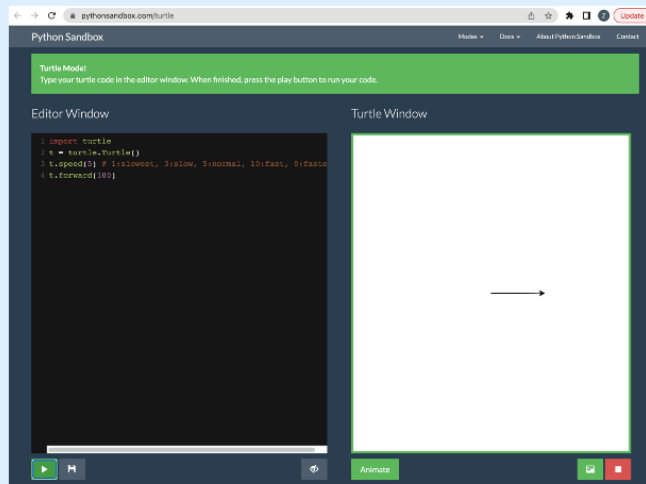 pythonsandbox.com/turtle
Z
Update
Python Sandbox
Modes
Docs
About Python Sandbox
Contact
Turtle Mode!
Type your turtle code in the editor window. When finished, press the play button to run your code.
Editor Window
Turtle Window
1 import turtle
2 t = turtle.Turtle()
3 t.speed(5) # 1:slowest, 3:slow, 5:normal, 10:fast, 0:fasts
4 t.forward(100)
Animate